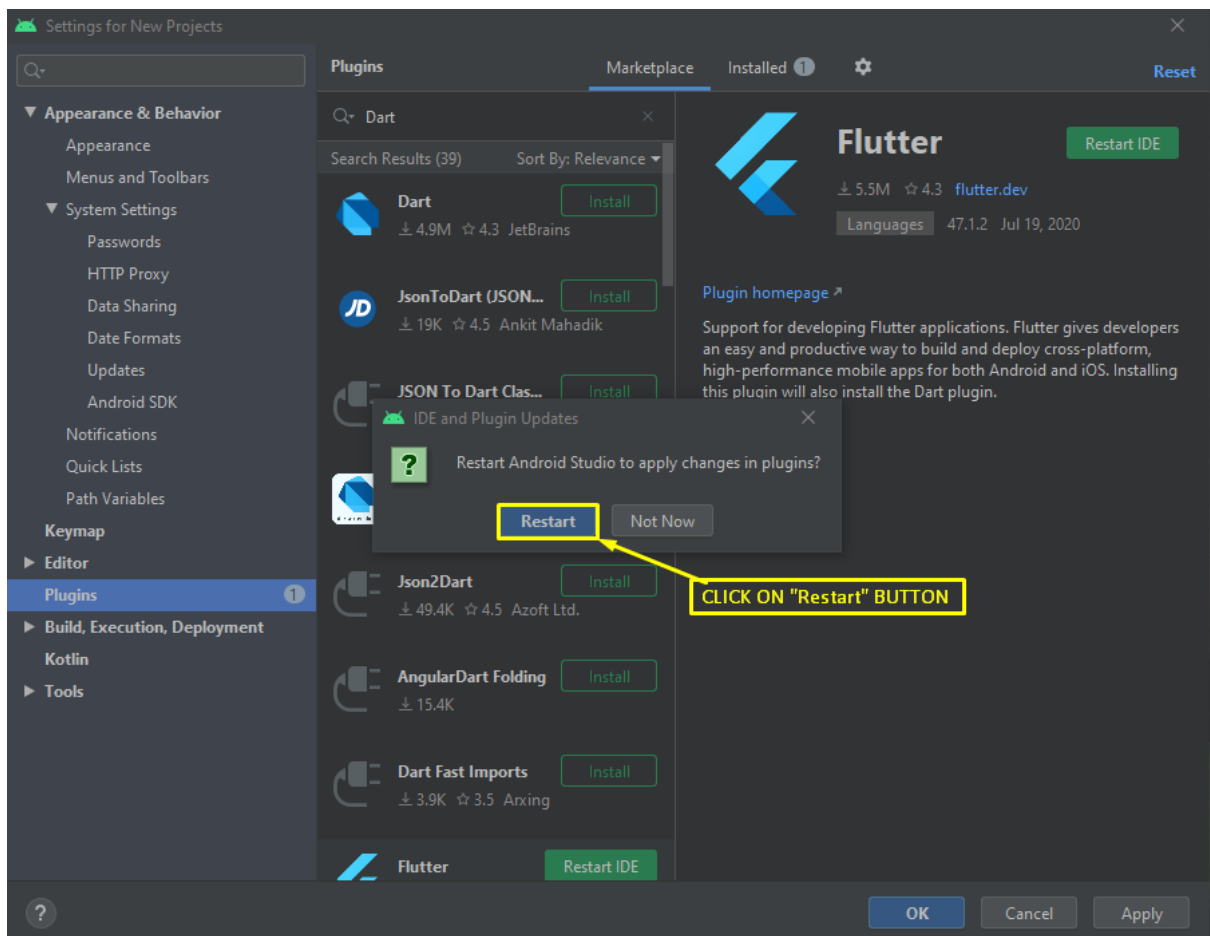 Settings for New Projects
Appearance & Behavior
Appearance
Menus and Toolbars
System Settings
Passwords
HTTP Proxy
Data Sharing
Date Formats
Updates
Android SDK
Notifications
Quick Lists
Path Variables
Keymap
Editor
Plugins 1
Build, Execution, Deployment
Kotlin
Tools
Plugins Marketplace Installed 1 Reset
Dart
Search Results (39) Sort By: Relevance
Dart Install
4.9M 4.3 JetBrains
JD
JsonToDart (JSON... Install
19K 4.5 Ankit Mahadik
JSON To Dart Clas... Install
Json2Dart Install
49.4K 4.5 Azoft Ltd.
AngularDart Folding Install
15.4K
Dart Fast Imports Install
3.9K 3.5 Arxing
Flutter Restart IDE
Flutter Restart IDE
5.5M 4.3 flutter.dev
Languages 47.1.2 Jul 19, 2020
Plugin homepage
Support for developing Flutter applications. Flutter gives developers
an easy and productive way to build and deploy cross-platform,
high-performance mobile apps for both Android and iOS. Installing
this plugin will also install the Dart plugin.
IDE and Plugin Updates
?
Restart Android Studio to apply changes in plugins?
Restart Not Now
CLICK ON "Restart" BUTTON
? OK Cancel Apply